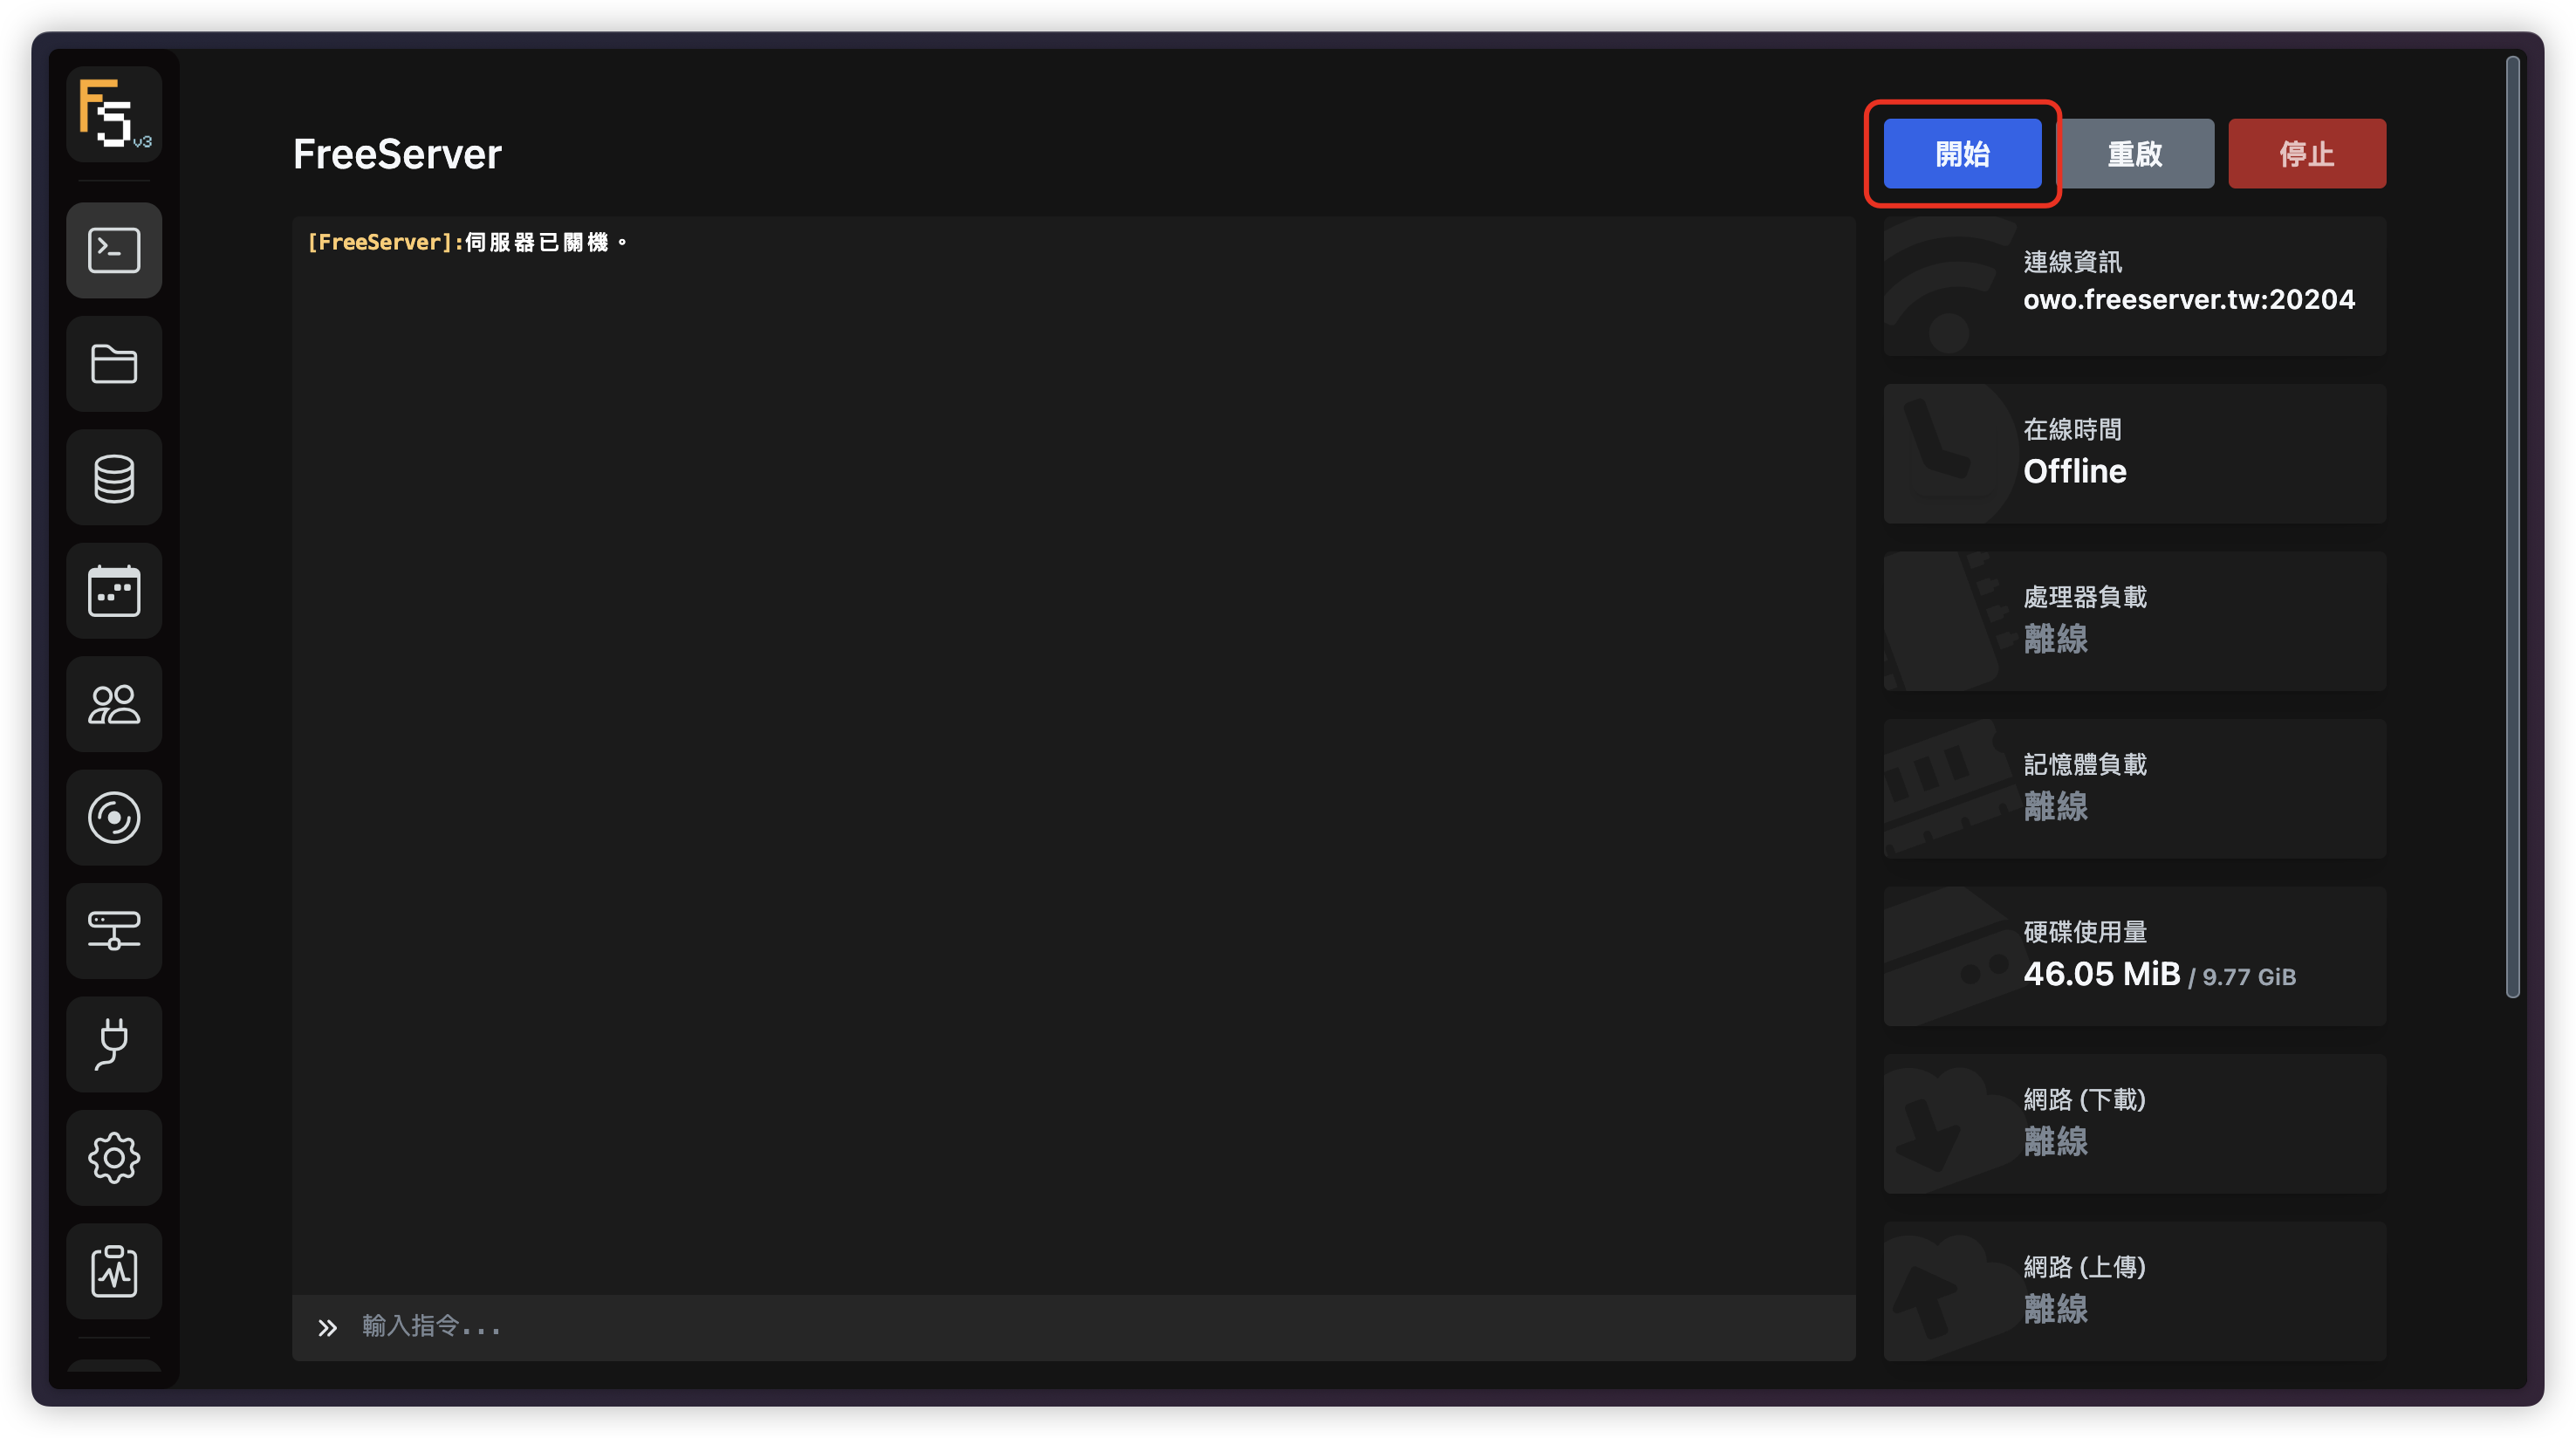 FS v3
FreeServer
開始
重啟
停止
[FreeServer]:伺服器已關機。
連線資訊
owo.freeserver.tw:20204
在線時間
Offline
處理器負載
離線
記憶體負載
離線
硬碟使用量
46.05 MiB / 9.77 GiB
網路 (下載)
離線
網路 (上傳)
離線
輸入指令...